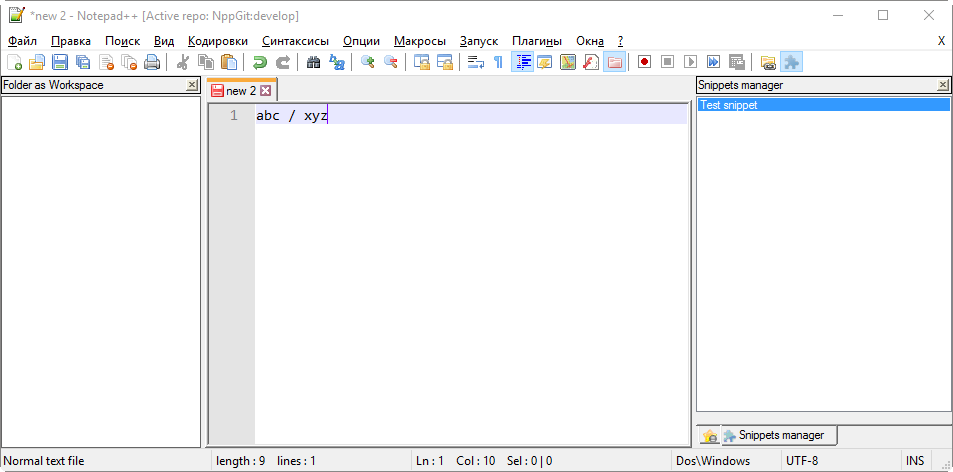 *new 2 - Notepad++ [Active repo: NppGit:develop]
Файл Правка Поиск Вид Кодировки Синтаксисы Опции Макросы Запуск Плагины Окна ? X
Folder as Workspace
new 2
Snippets manager
1 abc / xyz
Test snippet
Snippets manager
Normal text file length : 9 lines : 1 Ln : 1 Col : 10 Sel : 0 | 0 Dos\Windows UTF-8 INS